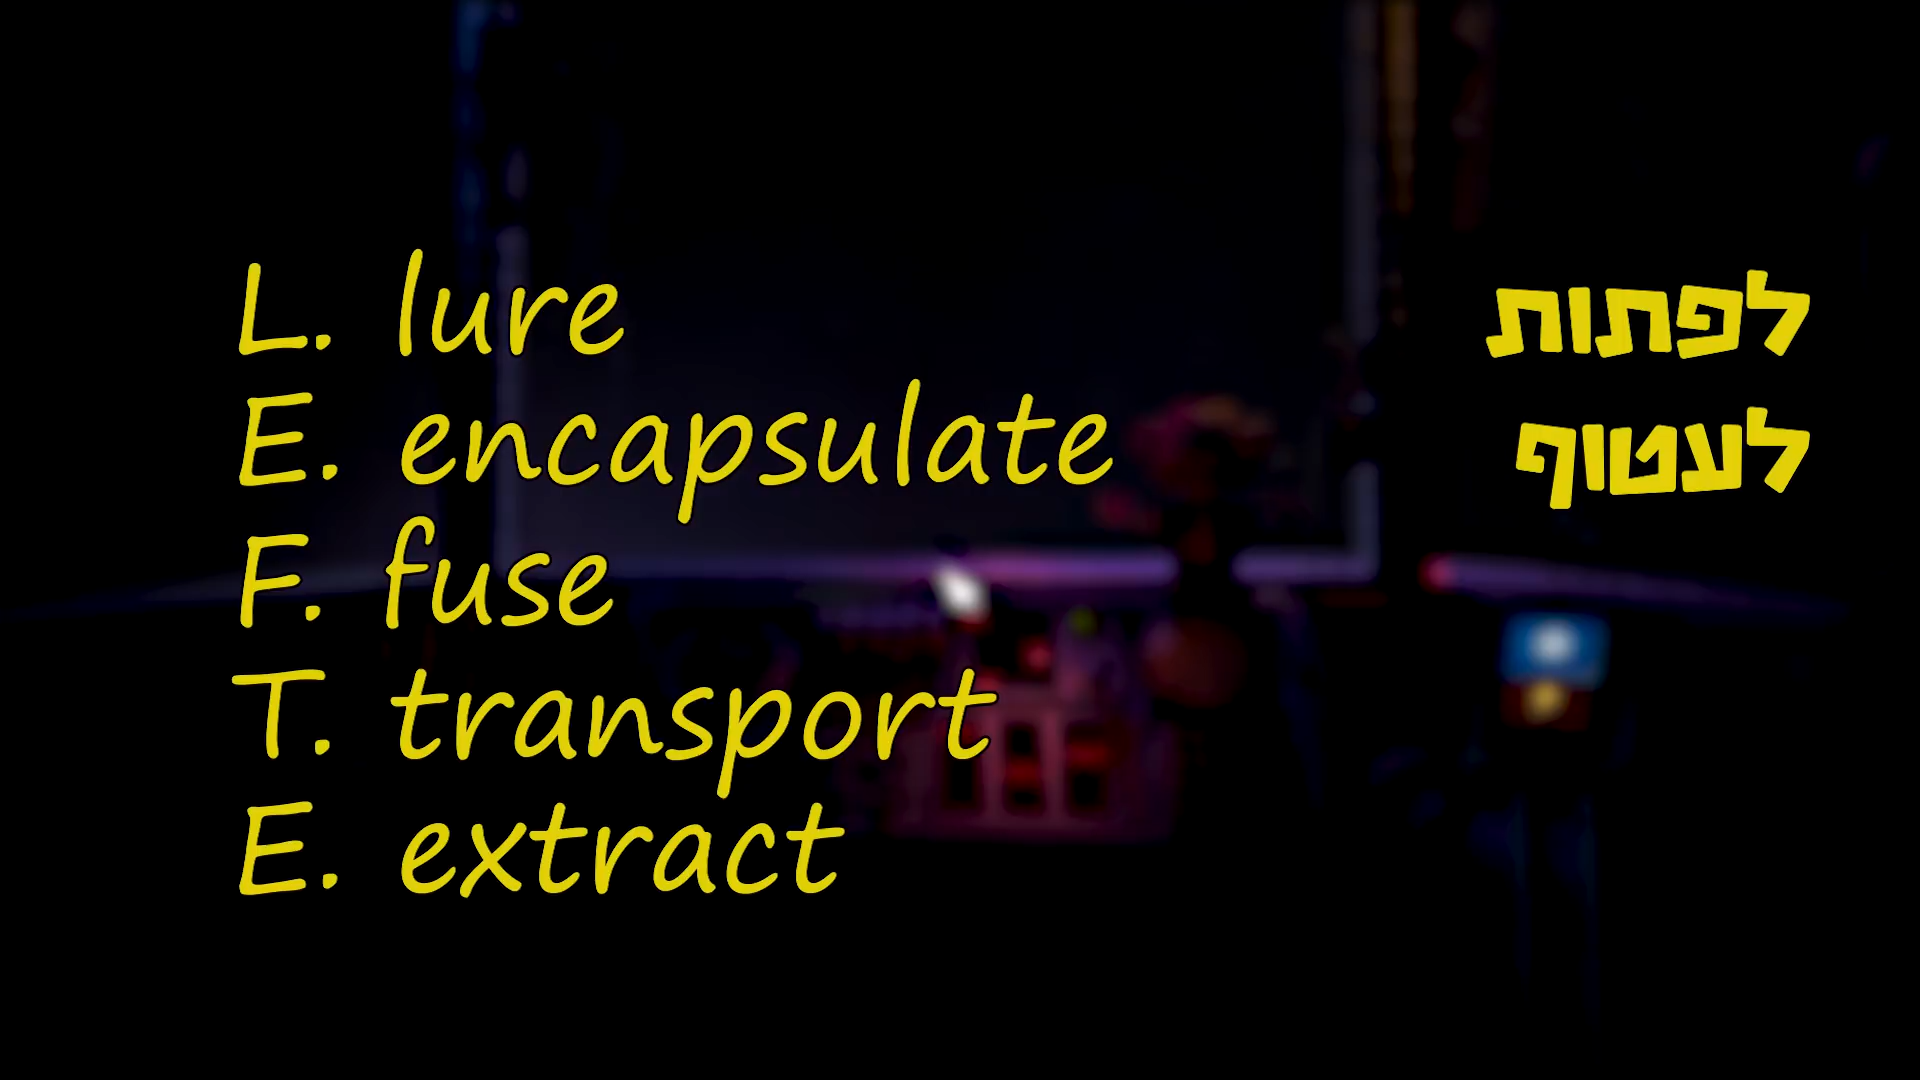 L. lure לפתות
E. encapsulate לעטוף
F. fuse
T. transport
E. extract